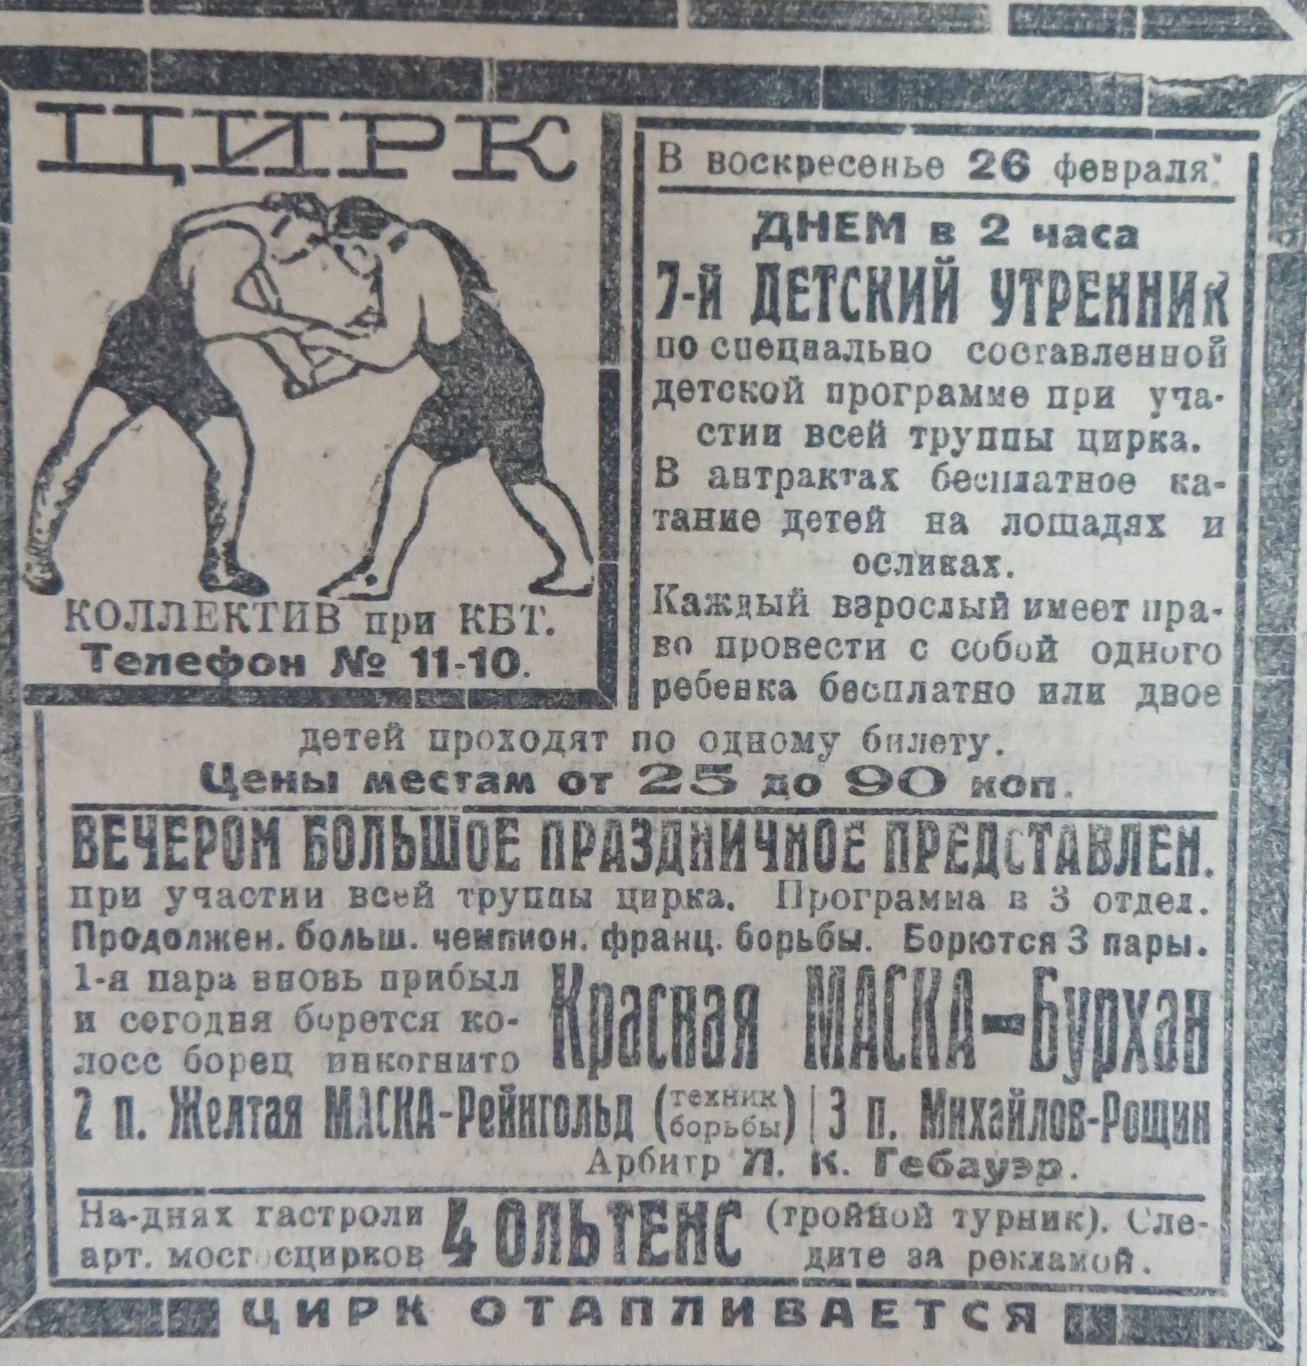 ЦИРК
КОЛЛЕКТИВ при КБТ.
Телефон № 11-10.
В воскресенье 26 февраля
ДНЕМ в 2 часа
7-й ДЕТСКИЙ УТРЕННИК
по специально составленной
детской программе при уча-
стии всей труппы цирка.
В антрактах бесплатное ка-
тание детей на лошадях и
осликах.
Каждый взрослый имеет пра-
во провести с собой одного
ребенка бесплатно или двое
детей проходят по одному билету.
Цены местам от 25 до 90 коп.
ВЕЧЕРОМ БОЛЬШОЕ ПРАЗДНИЧНОЕ ПРЕДСТАВЛЕН.
при участии всей труппы цирка. Программа в 3 отдел.
Продолжен. больш. чемпион. франц. борьбы. Борются 3 пары.
1-я пара вновь прибыл
и сегодня борется ко-
лосс борец инкогнито
Красная МАСКА—Бурхан
2 п. Желтая МАСКА-Рейнгольд (техник борьбы) | 3 п. Михайлов-Рощин
Арбитр Л. К. Гебауэр.
На-днях гастроли
арт. мосгосцирков
4 ОЛЬТЕНС
(тройной турник). Сле-
дите за рекламой.
ЦИРК ОТАПЛИВАЕТСЯ